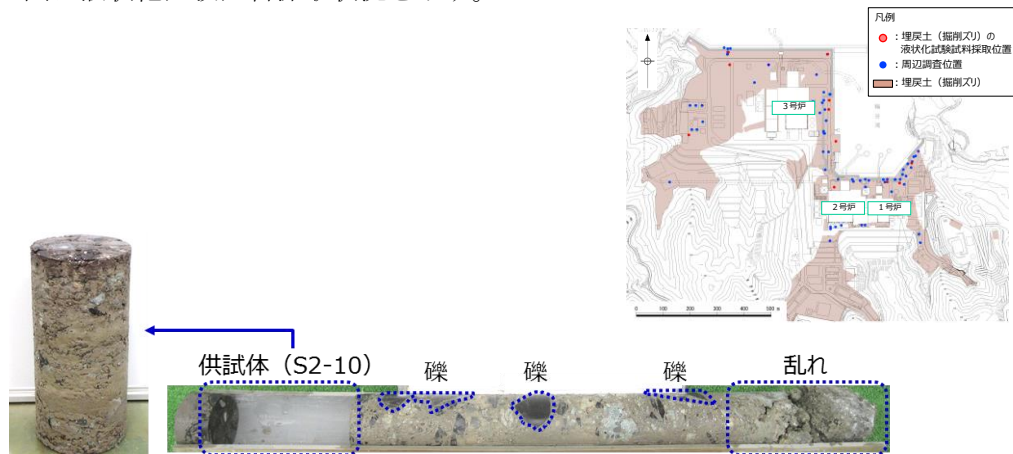 凡例
：埋戻土（掘削ズリ）の
液状化試験試料採取位置
：周辺調査位置
：埋戻土（掘削ズリ）
３号炉
２号炉
１号炉
0 100 200 300 400 500 m
供試体（S2-10）
礫
礫
礫
乱れ